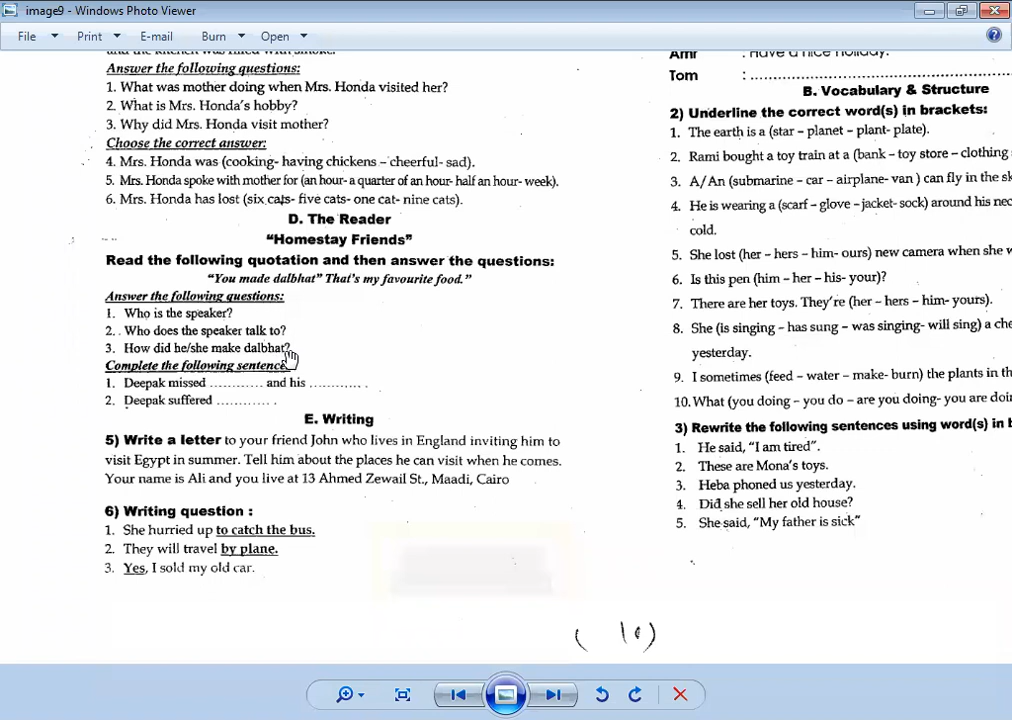 image9 - Windows Photo Viewer
File Print E-mail Burn Open
and the kitchen was filled with smoke.
Answer the following questions:
1. What was mother doing when Mrs. Honda visited her?
2. What is Mrs. Honda's hobby?
3. Why did Mrs. Honda visit mother?
Choose the correct answer:
4. Mrs. Honda was (cooking- having chickens – cheerful- sad).
5. Mrs. Honda spoke with mother for (an hour- a quarter of an hour- half an hour- week).
6. Mrs. Honda has lost (six cats- five cats- one cat- nine cats).
D. The Reader
"Homestay Friends"
Read the following quotation and then answer the questions:
"You made dalbhat" That's my favourite food."
Answer the following questions:
1. Who is the speaker?
2. . Who does the speaker talk to?
3. How did he/she make dalbhat?
Complete the following sentence
1. Deepak missed ............ and his ............ .
2. Deepak suffered ............ .
E. Writing
5) Write a letter to your friend John who lives in England inviting him to
visit Egypt in summer. Tell him about the places he can visit when he comes.
Your name is Ali and you live at 13 Ahmed Zewail St., Maadi, Cairo
6) Writing question :
1. She hurried up to catch the bus.
2. They will travel by plane.
3. Yes, I sold my old car.
Amr : Have a nice holiday.
Tom : ........................................
B. Vocabulary & Structure
2) Underline the correct word(s) in brackets:
1. The earth is a (star – planet – plant- plate).
2. Rami bought a toy train at a (bank – toy store – clothing
3. A/An (submarine – car – airplane- van ) can fly in the sk
4. He is wearing a (scarf – glove – jacket- sock) around his nec
cold.
5. She lost (her – hers – him- ours) new camera when she w
6. Is this pen (him – her – his- your)?
7. There are her toys. They're (her – hers – him- yours).
8. She (is singing – has sung – was singing- will sing) a che
yesterday.
9. I sometimes (feed – water – make- burn) the plants in th
10. What (you doing – you do – are you doing- you are doin
3) Rewrite the following sentences using word(s) in b
1. He said, "I am tired".
2. These are Mona's toys.
3. Heba phoned us yesterday.
4. Did she sell her old house?
5. She said, "My father is sick"